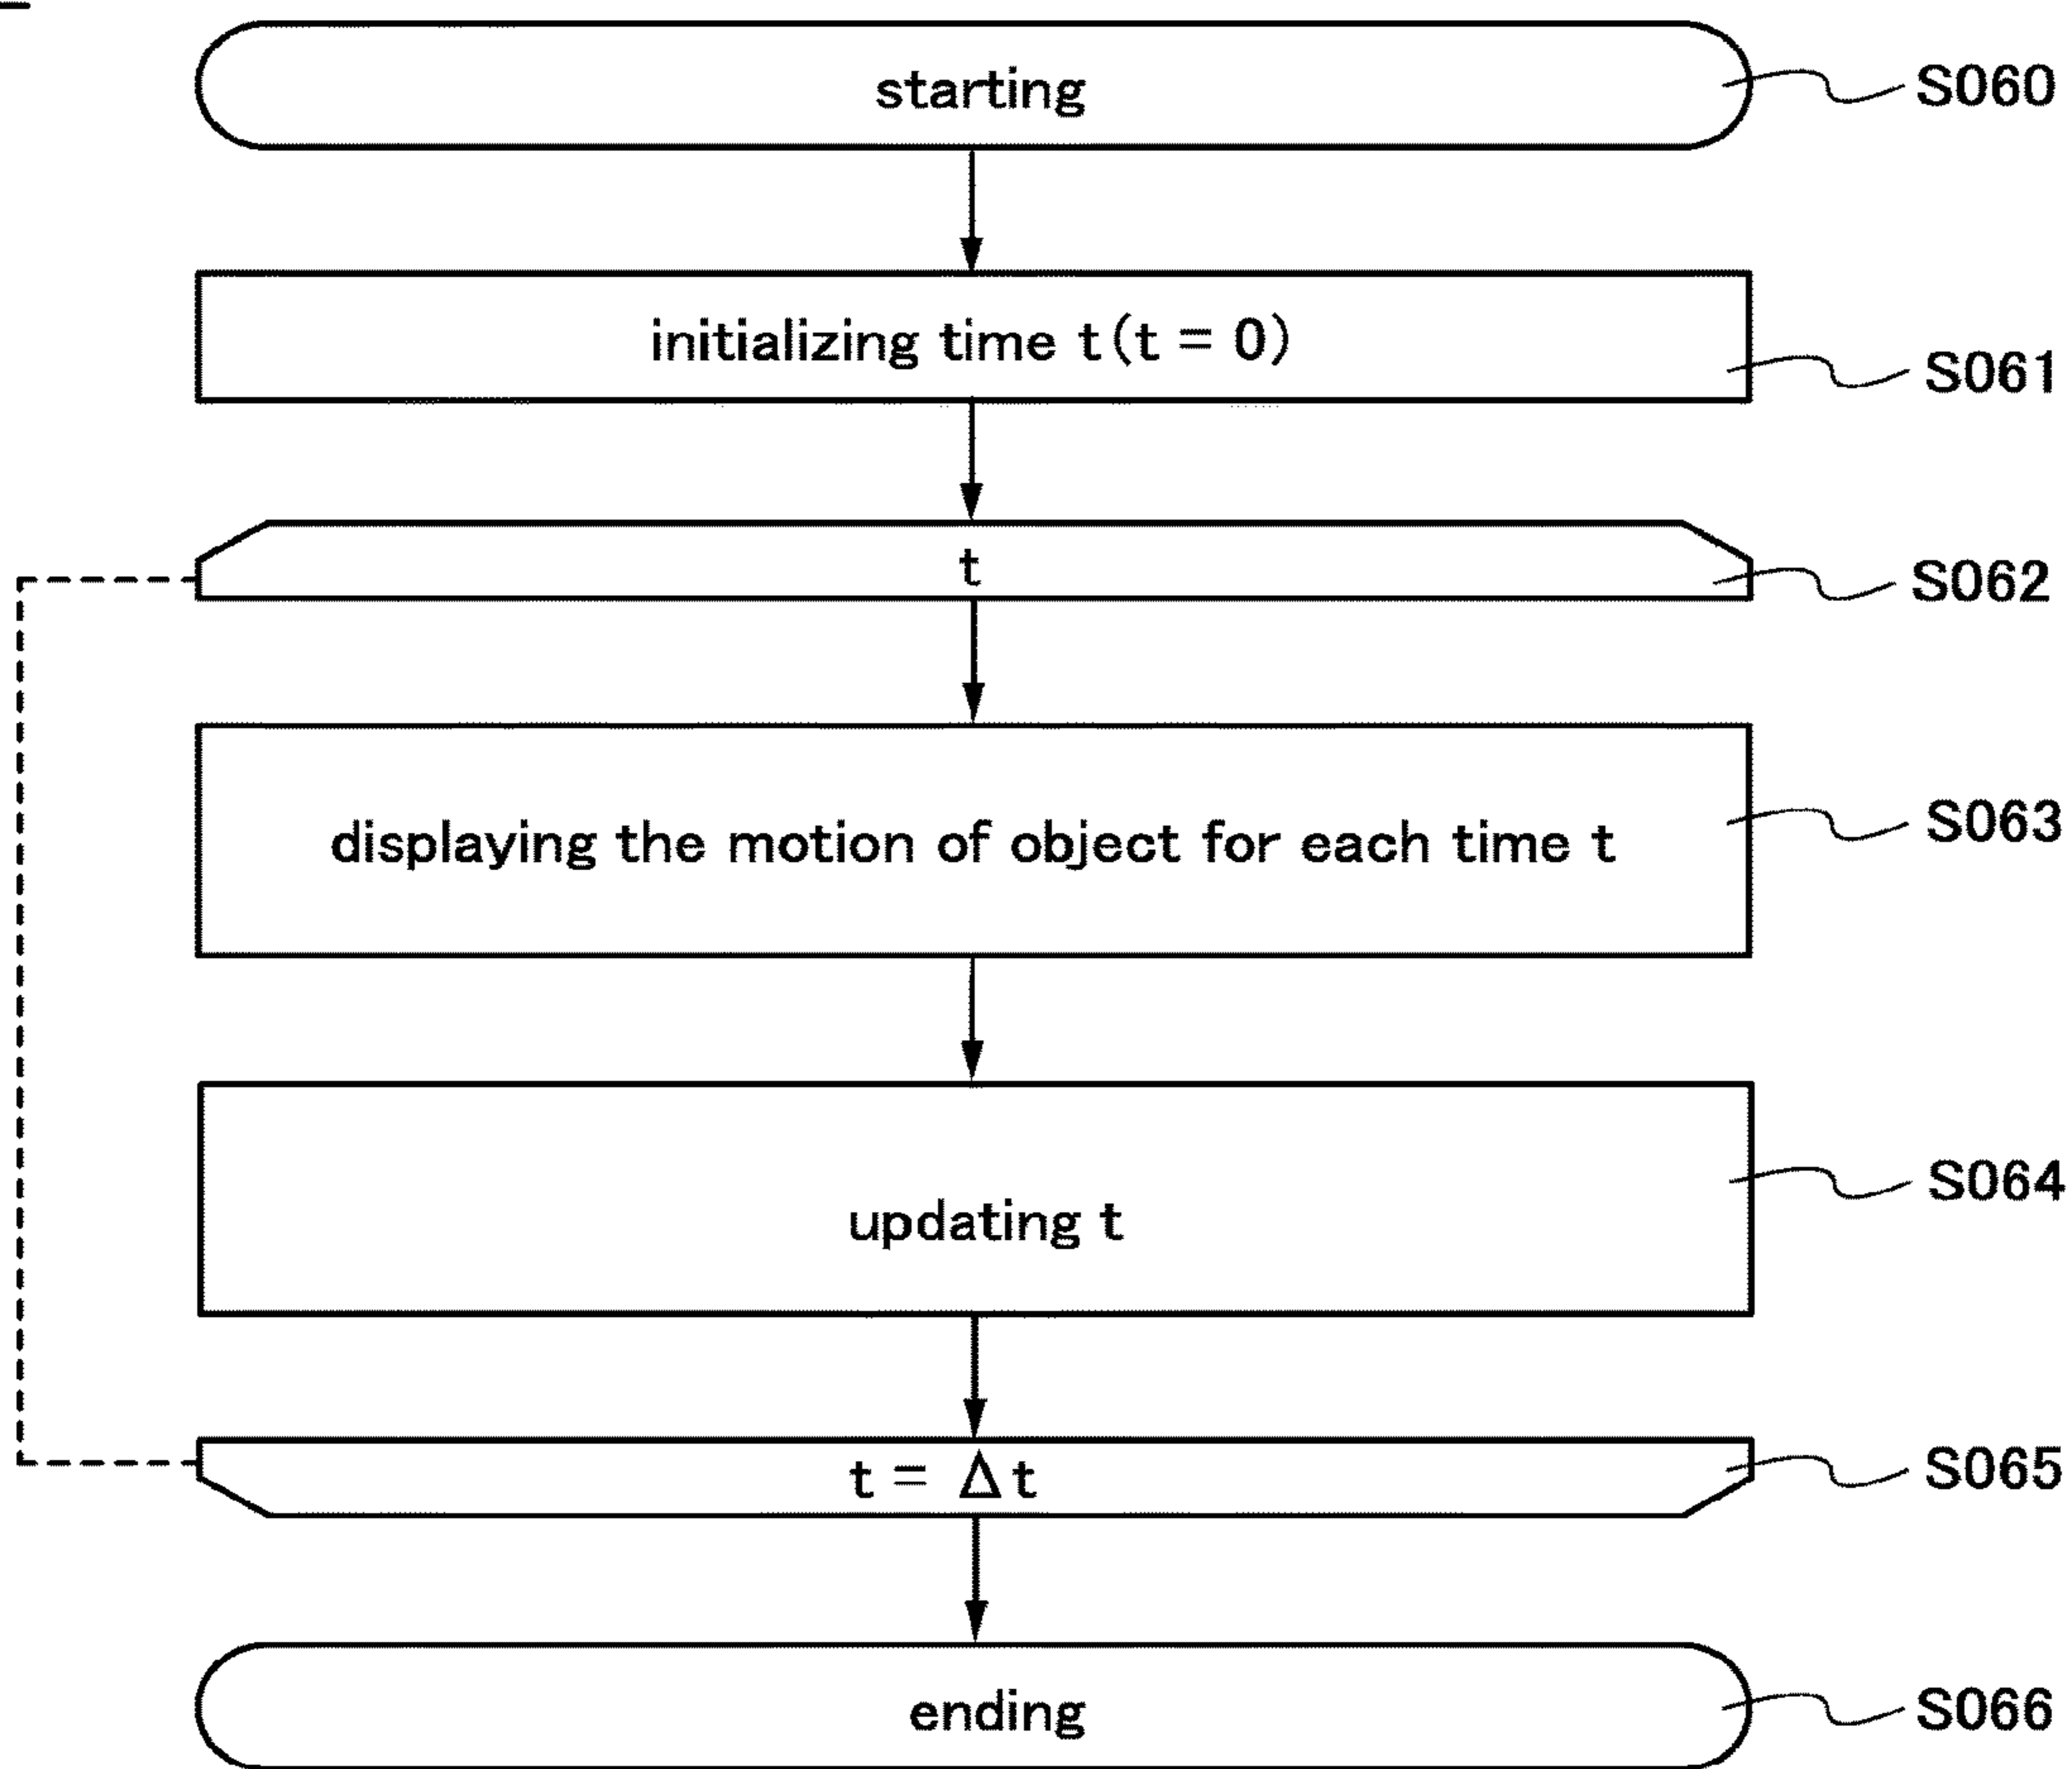 starting
S060
initializing time t(t = 0)
S061
t
S062
displaying the motion of object for each time t
S063
updating t
S064
t = Δt
S065
ending
S066